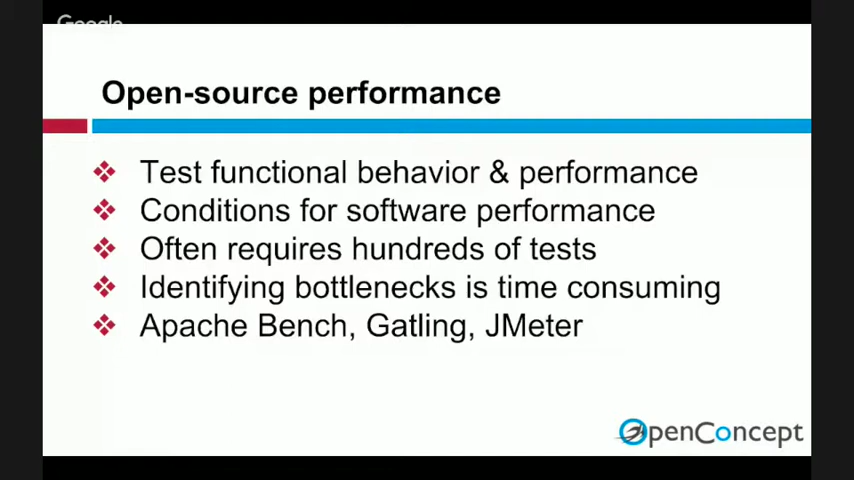 Google
Open-source performance
Test functional behavior & performance
Conditions for software performance
Often requires hundreds of tests
Identifying bottlenecks is time consuming
Apache Bench, Gatling, JMeter
OpenConcept